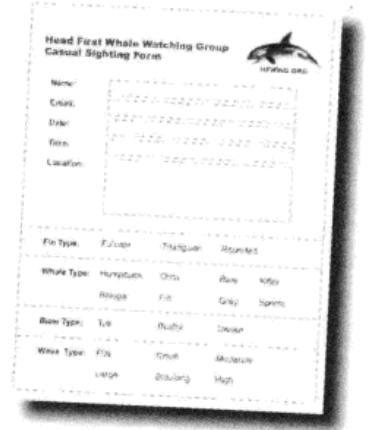 Head First Whale Watching Group
Casual Sighting Form
HFWWG.ORG
Name:
Email:
Date:
Time:
Location:
Fin Type: Falcate Triangular Rounded
Whale Type: Humpback Orca Blue Killer
Beluga Fin Gray Sperm
Blow Type: Tall Bushy Dense
Wave Type: Flat Small Moderate
Large Breaking High